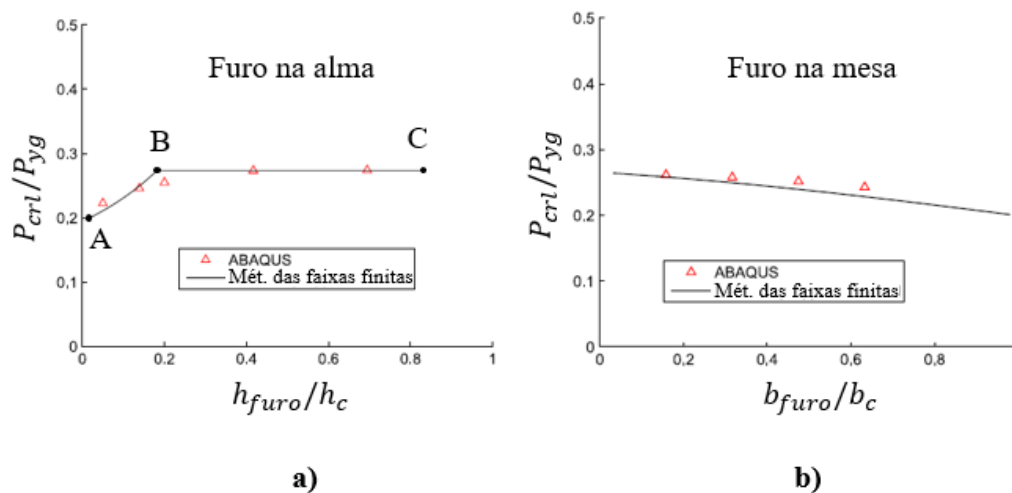 0.5
0.4
0.3
0.2
0.1
0
P_crl/P_yg
Furo na alma
A
B
C
ABAQUS
Mét. das faixas fínitas
0 0.2 0.4 0.6 0.8 1
h_furo/h_c
a)
0.5
0.4
0.3
0.2
0.1
0
P_crl/P_yg
Furo na mesa
ABAQUS
Mét. das faixas fínitas
0 0,2 0,4 0,6 0,8
b_furo/b_c
b)